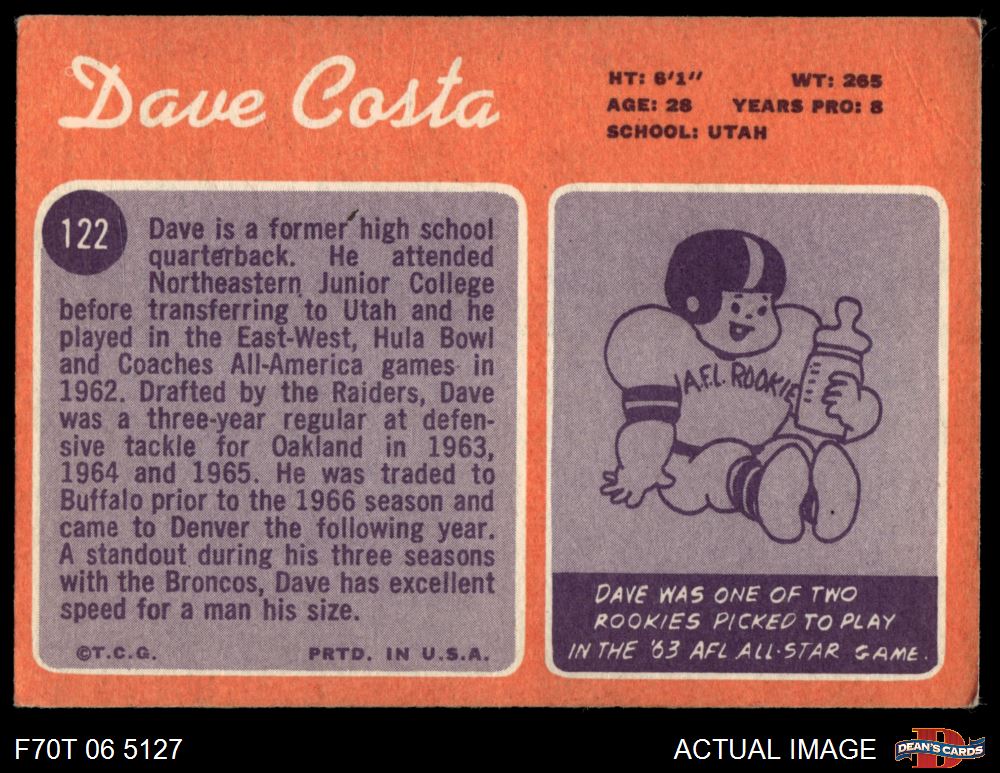 Dave Costa
HT: 6'1" WT: 265
AGE: 28 YEARS PRO: 8
SCHOOL: UTAH
122
Dave is a former high school
quarterback. He attended
Northeastern Junior College
before transferring to Utah and he
played in the East-West, Hula Bowl
and Coaches All-America games in
1962. Drafted by the Raiders, Dave
was a three-year regular at defen-
sive tackle for Oakland in 1963,
1964 and 1965. He was traded to
Buffalo prior to the 1966 season and
came to Denver the following year.
A standout during his three seasons
with the Broncos, Dave has excellent
speed for a man his size.
©T.C.G. PRTD. IN U.S.A.
A.F.L. ROOKIE
DAVE WAS ONE OF TWO
ROOKIES PICKED TO PLAY
IN THE '63 AFL ALL-STAR GAME.
F70T 06 5127
ACTUAL IMAGE
D
DEAN'S CARDS